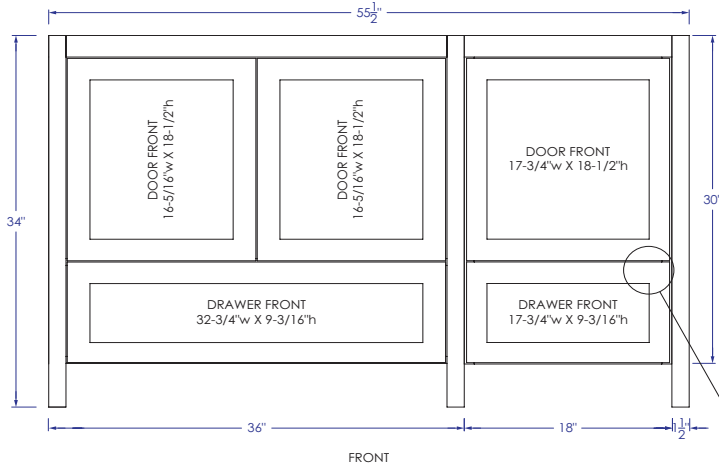 55 1/2"
DOOR FRONT
16-5/16"w X 18-1/2"h
DOOR FRONT
16-5/16"w X 18-1/2"h
DOOR FRONT
17-3/4"w X 18-1/2"h
34"
30"
DRAWER FRONT
32-3/4"w X 9-3/16"h
DRAWER FRONT
17-3/4"w X 9-3/16"h
36"
18"
1 1/2"
FRONT